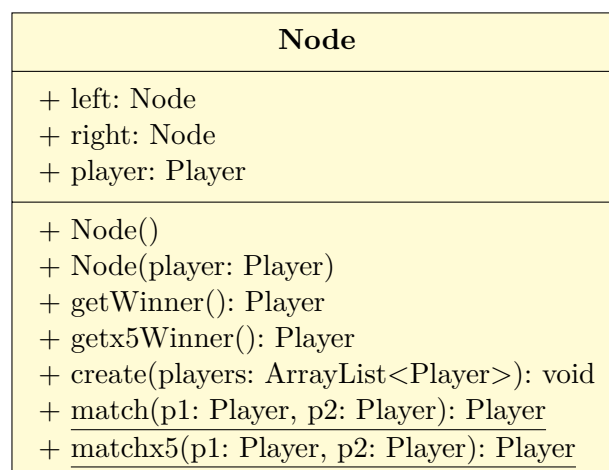 Node
+ left: Node
+ right: Node
+ player: Player
+ Node()
+ Node(player: Player)
+ getWinner(): Player
+ getx5Winner(): Player
+ create(players: ArrayList<Player>): void
+ match(p1: Player, p2: Player): Player
+ matchx5(p1: Player, p2: Player): Player